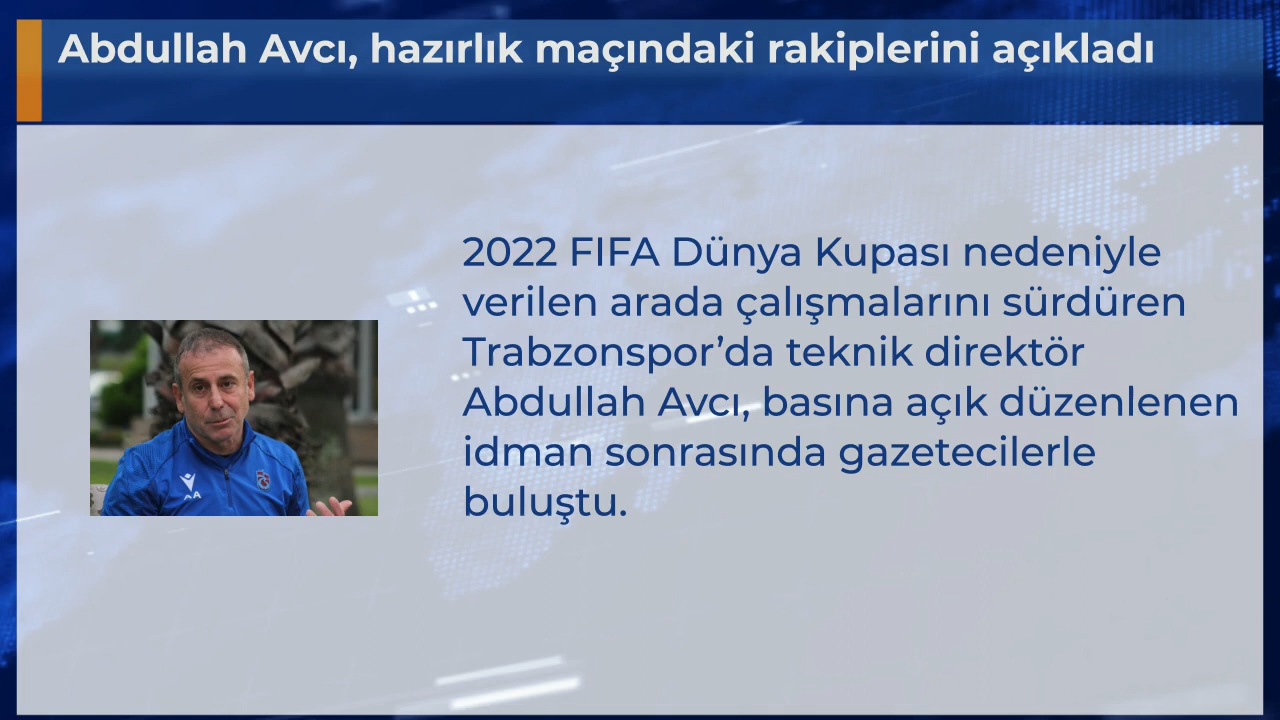 Abdullah Avcı, hazırlık maçındaki rakiplerini açıkladı
2022 FIFA Dünya Kupası nedeniyle
verilen arada çalışmalarını sürdüren
Trabzonspor’da teknik direktör
Abdullah Avcı, basına açık düzenlenen
idman sonrasında gazetecilerle
buluştu.
AA